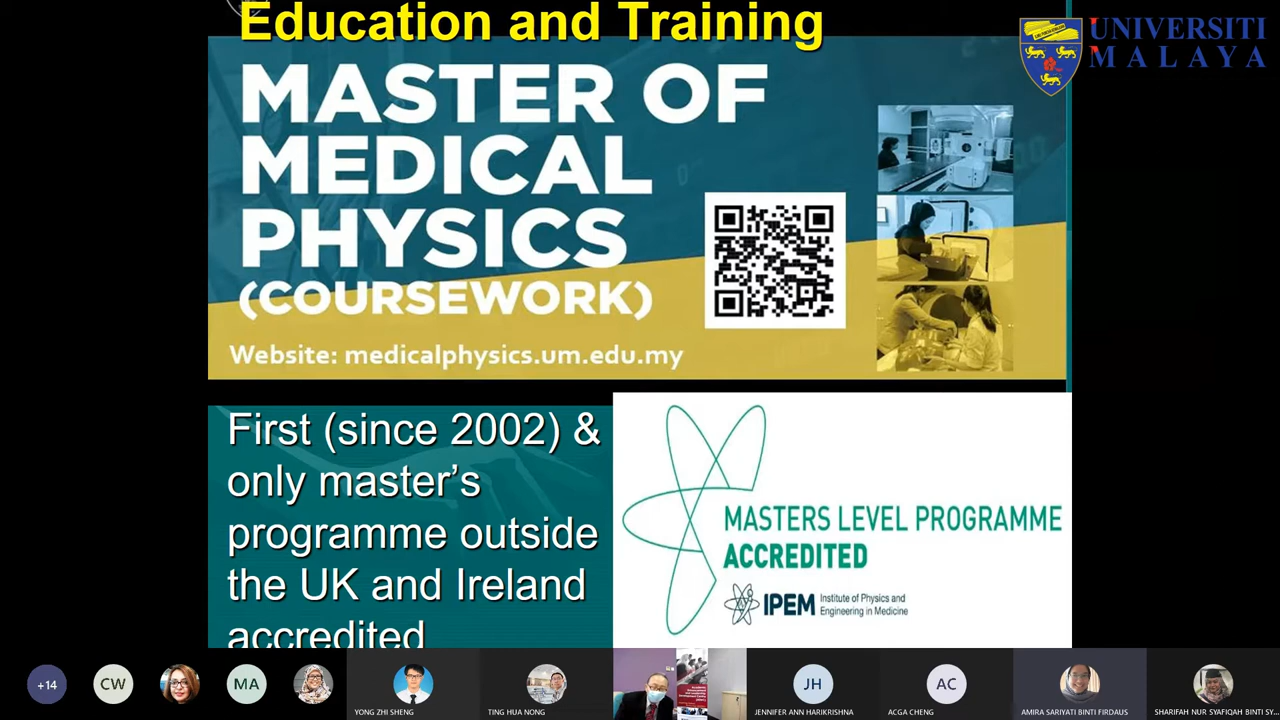 Education and Training
UNIVERSITI
MALAYA
MASTER OF
MEDICAL
PHYSICS
(COURSEWORK)
Website: medicalphysics.um.edu.my
First (since 2002) &
only master's
programme outside
the UK and Ireland
accredited
MASTERS LEVEL PROGRAMME
ACCREDITED
IPEM
Institute of Physics and
Engineering in Medicine
+14
CW
MA
YONG ZHI SHENG
TING HUA NONG
JH
JENNIFER ANN HARIKRISHNA
AC
ACGA CHENG
AMIRA SARIYATI BINTI FIRDAUS
SHARIFAH NUR SYAFIQAH BINTI SY...